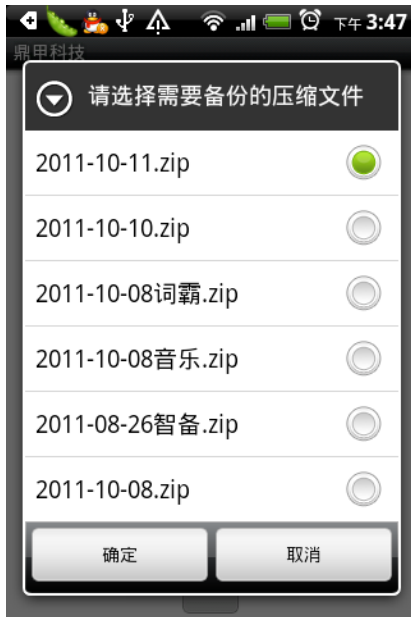 下午 3:47
鼎甲科技
请选择需要备份的压缩文件
2011-10-11.zip
2011-10-10.zip
2011-10-08词霸.zip
2011-10-08音乐.zip
2011-08-26智备.zip
2011-10-08.zip
确定 取消